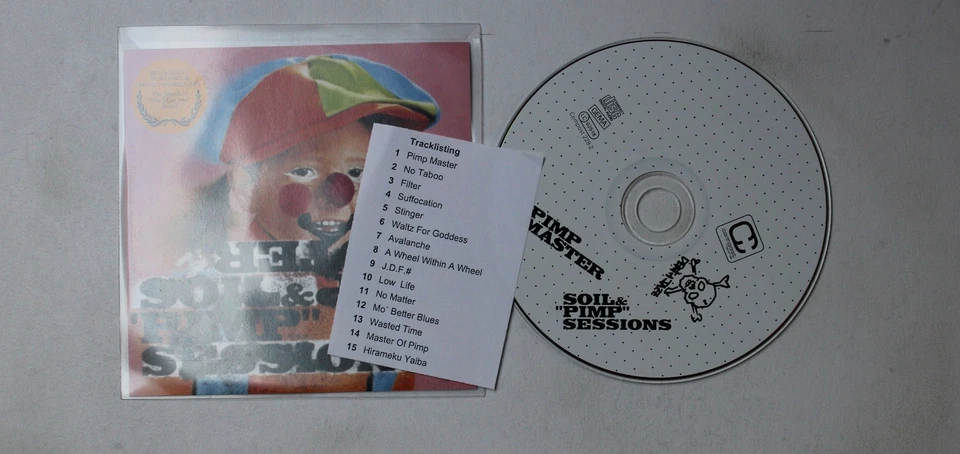 SOIL&
"PIMP"
SESSION
Tracklisting
1 Pimp Master
2 No Taboo
3 Filter
4 Suffocation
5 Stinger
6 Waltz For Goddess
7 Avalanche
8 A Wheel Within A Wheel
9 J.D.F.#
10 Low Life
11 No Matter
12 Mo` Better Blues
13 Wasted Time
14 Master Of Pimp
15 Hirameku Yaiba
GEMA
PIMP
MASTER
SOIL&
"PIMP"
SESSIONS